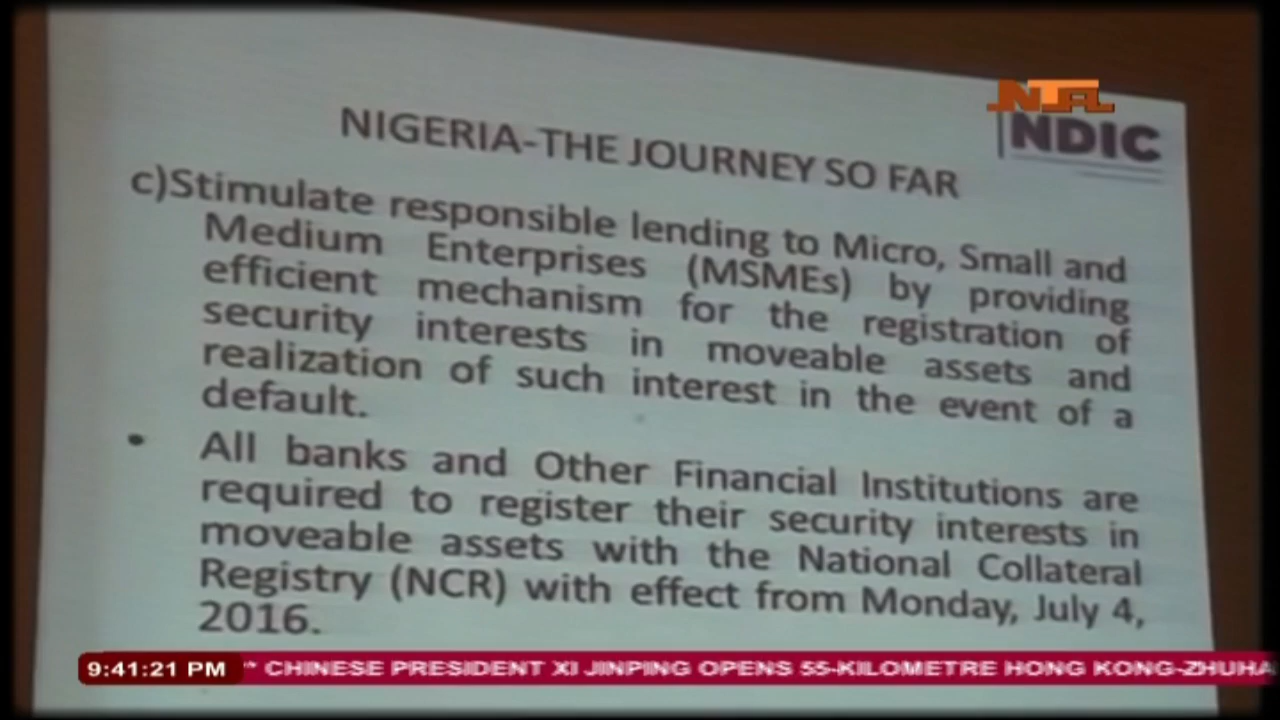 NTA
NDIC
NIGERIA-THE JOURNEY SO FAR
c)Stimulate responsible lending to Micro, Small and
Medium Enterprises (MSMEs) by providing
efficient mechanism for the registration of
security interests in moveable assets and
realization of such interest in the event of a
default.
• All banks and Other Financial Institutions are
required to register their security interests in
moveable assets with the National Collateral
Registry (NCR) with effect from Monday, July 4,
2016.
9:41:21 PM " CHINESE PRESIDENT XI JINPING OPENS 55-KILOMETRE HONG KONG-ZHUHA